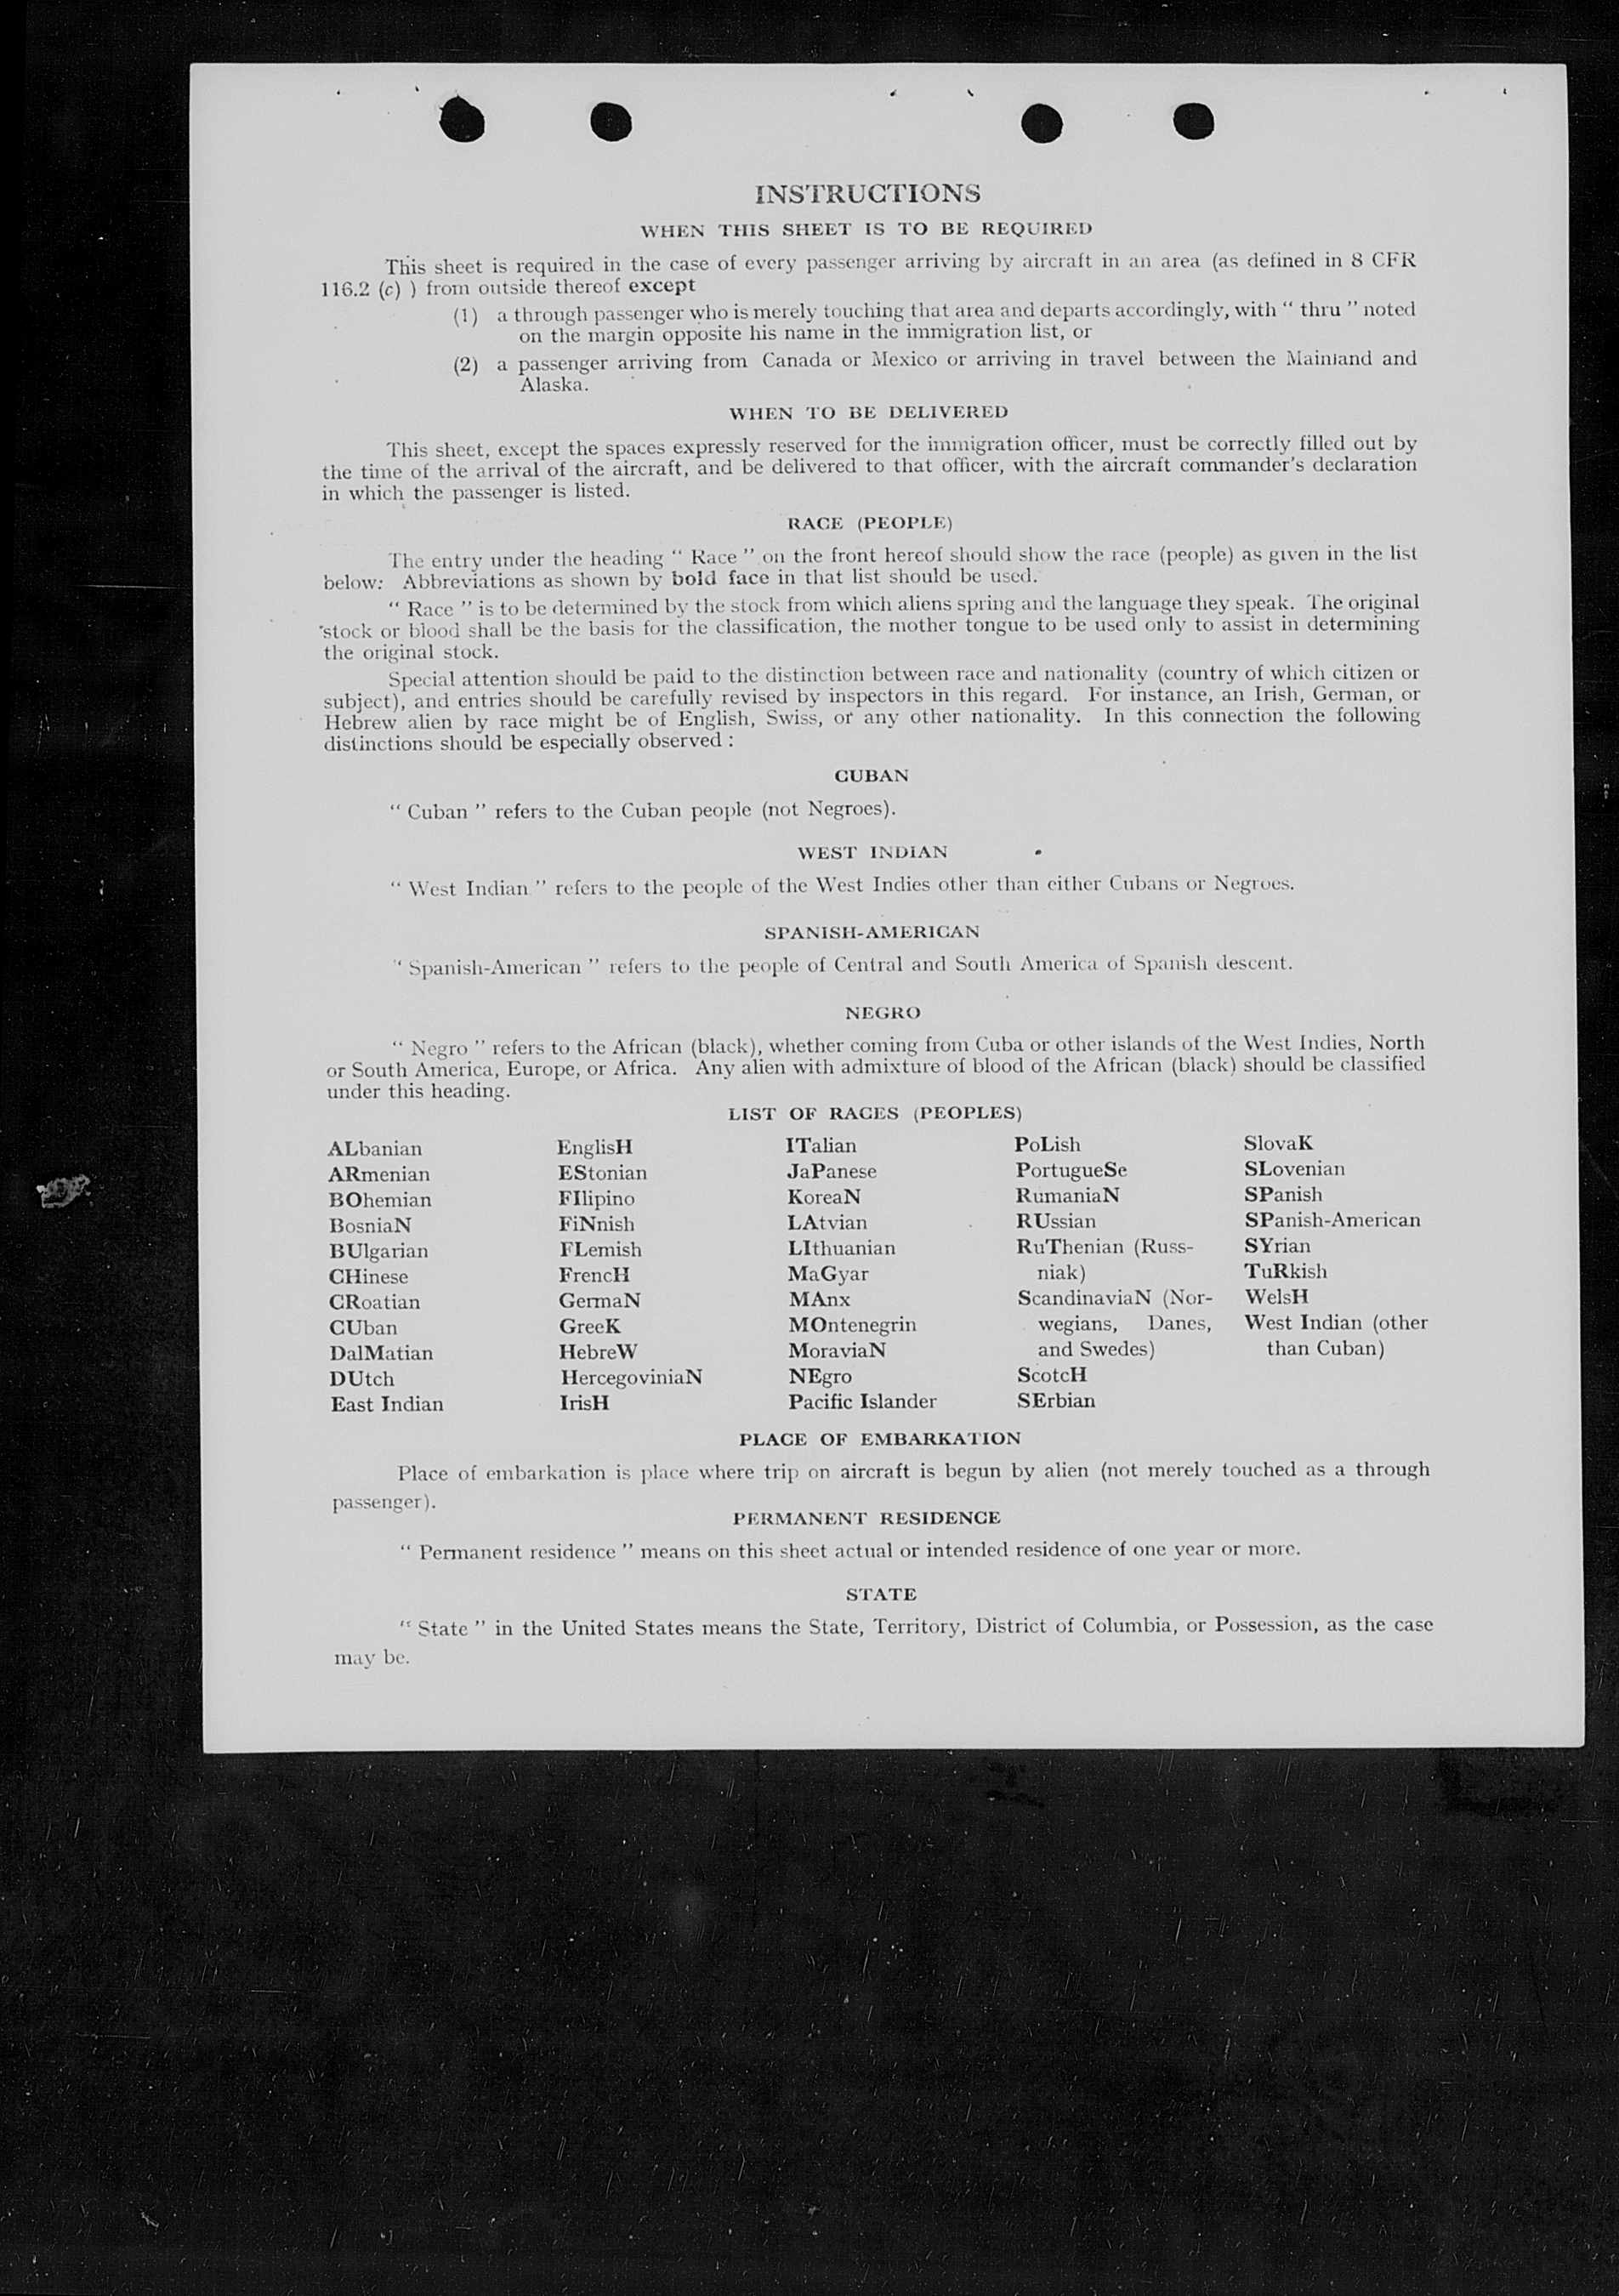 INSTRUCTIONS
WHEN THIS SHEET IS TO BE REQUIRED
This sheet is required in the case of every passenger arriving by aircraft in an area (as defined in 8 CFR
116.2 (c) ) from outside thereof except
(1) a through passenger who is merely touching that area and departs accordingly, with “ thru ” noted
on the margin opposite his name in the immigration list, or
(2) a passenger arriving from Canada or Mexico or arriving in travel between the Mainland and
Alaska.
WHEN TO BE DELIVERED
This sheet, except the spaces expressly reserved for the immigration officer, must be correctly filled out by
the time of the arrival of the aircraft, and be delivered to that officer, with the aircraft commander's declaration
in which the passenger is listed.
RACE (PEOPLE)
The entry under the heading “ Race ” on the front hereof should show the race (people) as given in the list
below: Abbreviations as shown by bold face in that list should be used.
“ Race ” is to be determined by the stock from which aliens spring and the language they speak. The original
stock or blood shall be the basis for the classification, the mother tongue to be used only to assist in determining
the original stock.
Special attention should be paid to the distinction between race and nationality (country of which citizen or
subject), and entries should be carefully revised by inspectors in this regard. For instance, an Irish, German, or
Hebrew alien by race might be of English, Swiss, or any other nationality. In this connection the following
distinctions should be especially observed :
CUBAN
“ Cuban ” refers to the Cuban people (not Negroes).
WEST INDIAN
“ West Indian ” refers to the people of the West Indies other than either Cubans or Negroes.
SPANISH-AMERICAN
“ Spanish-American ” refers to the people of Central and South America of Spanish descent.
NEGRO
“ Negro ” refers to the African (black), whether coming from Cuba or other islands of the West Indies, North
or South America, Europe, or Africa. Any alien with admixture of blood of the African (black) should be classified
under this heading.
LIST OF RACES (PEOPLES)
ALbanian
ARmenian
BOhemian
BosniaN
BUlgarian
CHinese
CRoatian
CUban
DalMatian
DUtch
East Indian
EnglisH
EStonian
FIlipino
FiNnish
FLemish
FrencH
GermaN
GreeK
HebreW
HercegoviniaN
IrisH
ITalian
JaPanese
KoreaN
LAtvian
LIthuanian
MaGyar
MAnx
MOntenegrin
MoraviaN
NEgro
Pacific Islander
PoLish
PortugueSe
RumaniaN
RUssian
RuThenian (Russ-
niak)
ScandinaviaN (Nor-
wegians, Danes,
and Swedes)
ScotcH
SErbian
SlovaK
SLovenian
SPanish
SPanish-American
SYrian
TuRkish
WelsH
West Indian (other
than Cuban)
PLACE OF EMBARKATION
Place of embarkation is place where trip on aircraft is begun by alien (not merely touched as a through
passenger).
PERMANENT RESIDENCE
“ Permanent residence ” means on this sheet actual or intended residence of one year or more.
STATE
“ State ” in the United States means the State, Territory, District of Columbia, or Possession, as the case
may be.